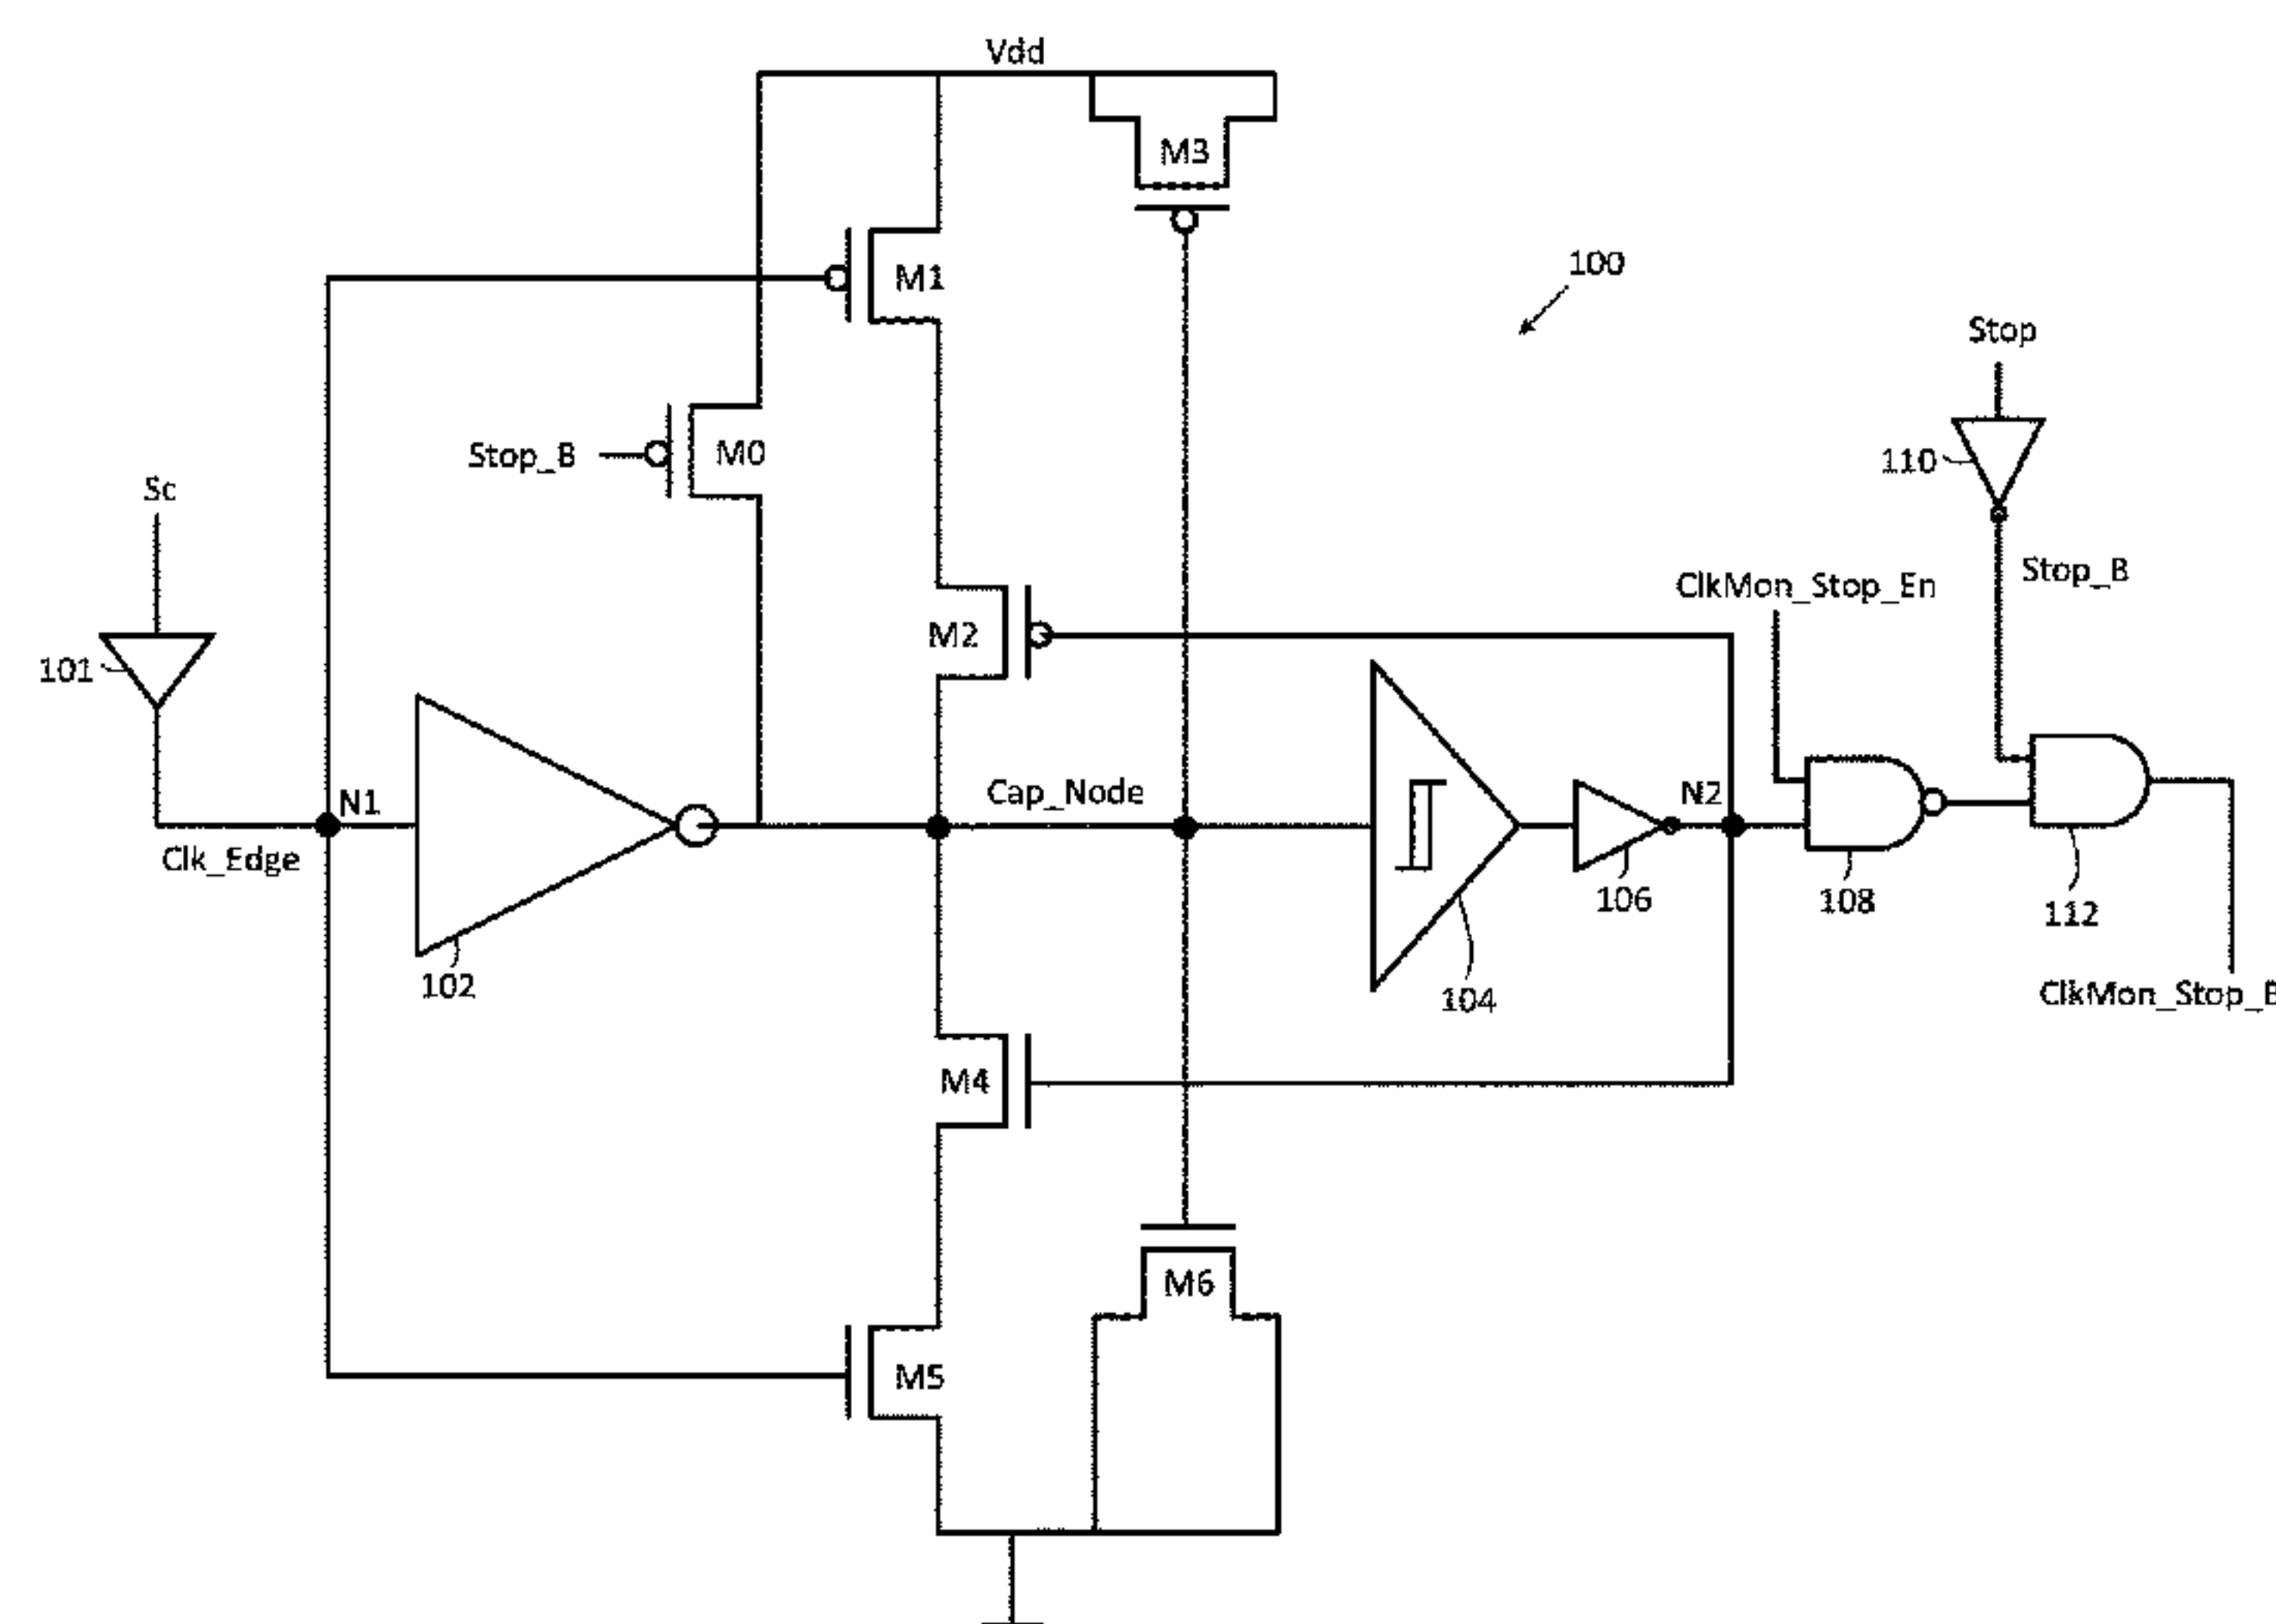 Vdd
M3
M1
100
Stop
Stop_B
M0
110
Sc
Stop_B
ClkMon_Stop_En
M2
101
N1
Cap_Node
N2
Clk_Edge
106
108
112
102
104
ClkMon_Stop_B
M4
M6
M5